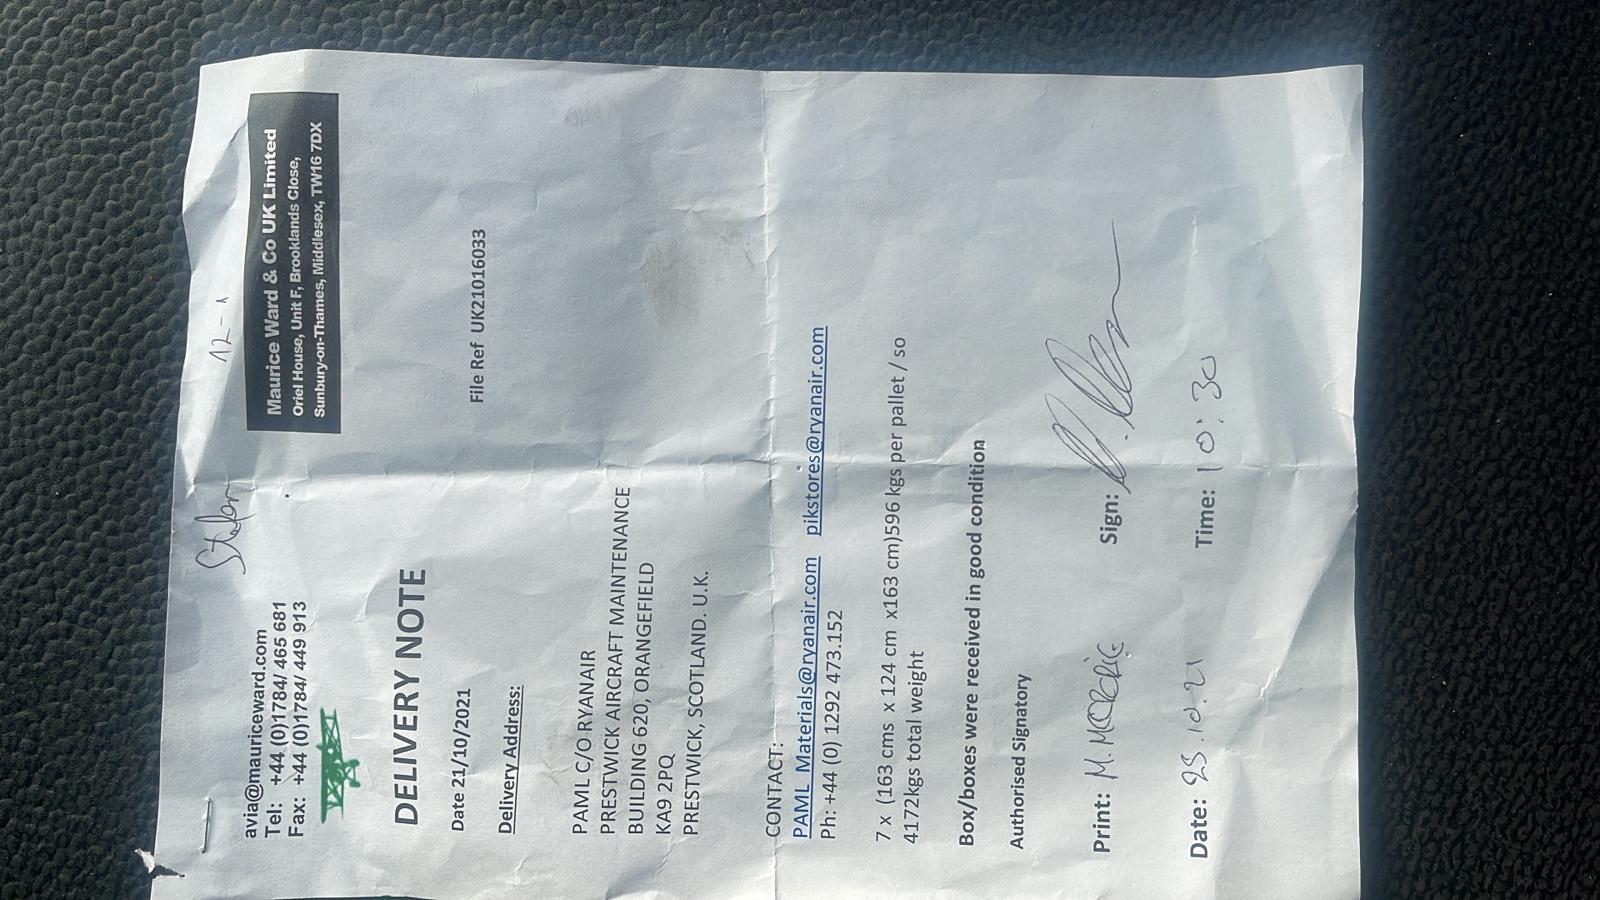 12-1
avia@mauriceward.com
Tel: +44 (0)1784/ 465 681
Fax: +44 (0)1784/ 449 913
Maurice Ward & Co UK Limited
Oriel House, Unit F, Brooklands Close,
Sunbury-on-Thames, Middlesex, TW16 7DX
DELIVERY NOTE
Date 21/10/2021
File Ref UK21016033
Delivery Address:
PAML C/O RYANAIR
PRESTWICK AIRCRAFT MAINTENANCE
BUILDING 620, ORANGEFIELD
KA9 2PQ
PRESTWICK, SCOTLAND. U.K.
CONTACT:
PAML_Materials@ryanair.com pikstores@ryanair.com
Ph: +44 (0) 1292 473.152
7 x (163 cms x 124 cm x163 cm)596 kgs per pallet / so
4172kgs total weight
Box/boxes were received in good condition
Authorised Signatory
Print: M. Sign:
Date: 25.10.21 Time: 10:30